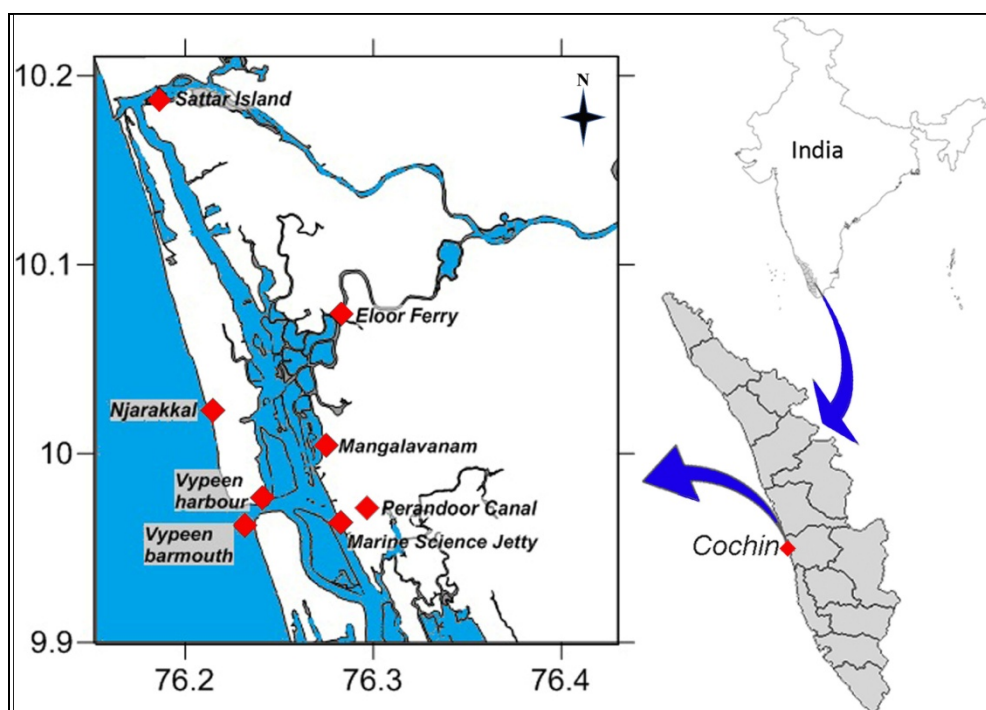 10.2
10.1
10
9.9
76.2
76.3
76.4
N
Sattar Island
Eloor Ferry
Njarakkal
Mangalavanam
Vypeen
harbour
Perandoor Canal
Vypeen
barmouth
Marine Science Jetty
India
Cochin